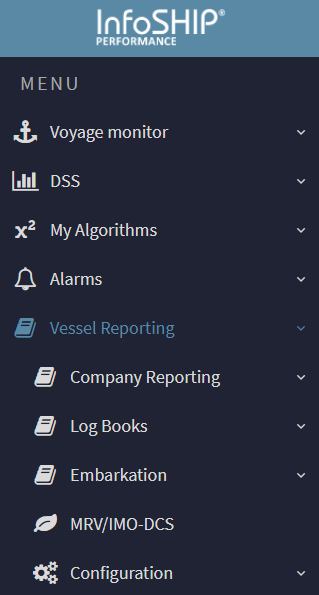 InfoSHIP®
PERFORMANCE
MENU
Voyage monitor
DSS
x² My Algorithms
Alarms
Vessel Reporting
Company Reporting
Log Books
Embarkation
MRV/IMO-DCS
Configuration